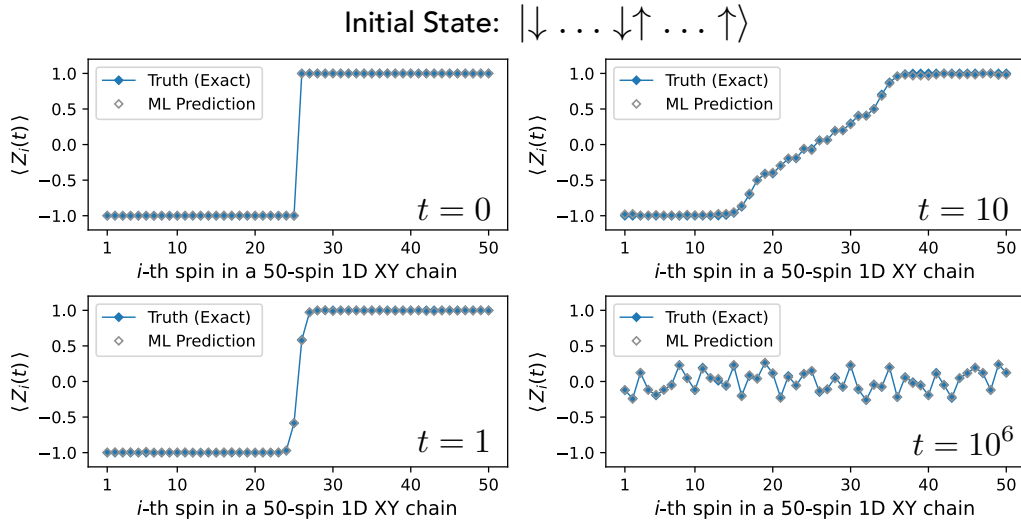 Initial State: |↓ ... ↓↑ ... ↑⟩
1.0
0.5
0.0
−0.5
−1.0
⟨Z_i(t)⟩
Truth (Exact)
ML Prediction
t = 0
1 10 20 30 40 50
i-th spin in a 50-spin 1D XY chain
1.0
0.5
0.0
−0.5
−1.0
⟨Z_i(t)⟩
Truth (Exact)
ML Prediction
t = 10
1 10 20 30 40 50
i-th spin in a 50-spin 1D XY chain
1.0
0.5
0.0
−0.5
−1.0
⟨Z_i(t)⟩
Truth (Exact)
ML Prediction
t = 1
1 10 20 30 40 50
i-th spin in a 50-spin 1D XY chain
1.0
0.5
0.0
−0.5
−1.0
⟨Z_i(t)⟩
Truth (Exact)
ML Prediction
t = 10⁶
1 10 20 30 40 50
i-th spin in a 50-spin 1D XY chain